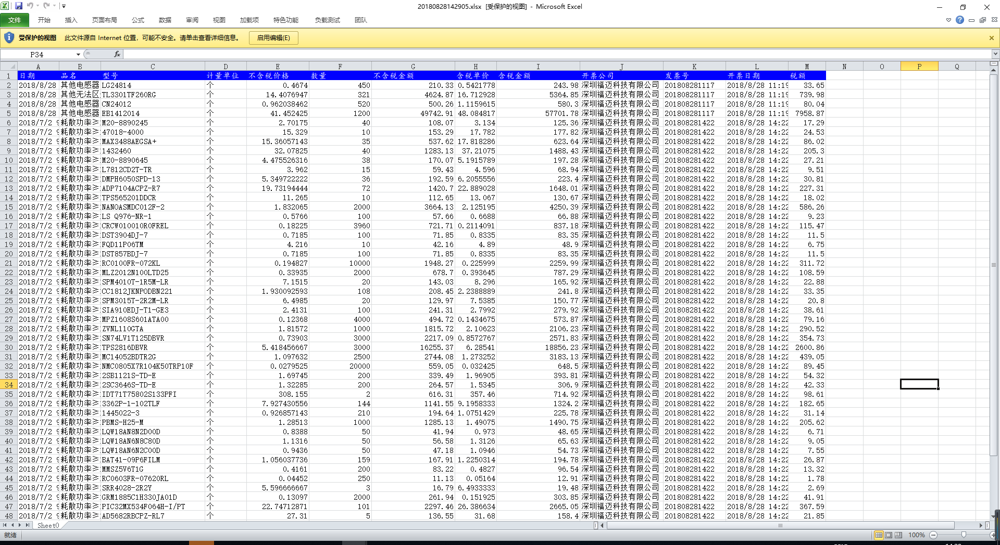 20180828142905.xlsx [受保护的视图] - Microsoft Excel
文件 开始 插入 页面布局 公式 数据 审阅 视图 加载项 特色功能 负载测试 团队
受保护的视图 此文件源自 Internet 位置，可能不安全。请单击查看详细信息。 启用编辑(E)
P34 fx
A B C D E F G H I J K L M N O P Q
1 日期 品名 型号 计量单位 不含税价格 数量 不含税金额 含税单价 含税金额 开票公司 发票号 开票日期 税额
2 2018/8/28 其他电感器 LG24814 个 0.4674 450 210.33 0.5421778 243.98 深圳福迈科技有限公司 201808281117 2018/8/28 11:19 33.65
3 2018/8/28 其他无法区 TL3301TF260RG 个 14.4076947 321 4624.87 16.712928 5364.85 深圳福迈科技有限公司 201808281117 2018/8/28 11:19 739.98
4 2018/8/28 其他电感器 CN24012 个 0.962038462 520 500.26 1.1159615 580.3 深圳福迈科技有限公司 201808281117 2018/8/28 11:19 80.04
5 2018/8/28 其他电感器 EB1412014 个 41.452425 1200 49742.91 48.084817 57701.78 深圳福迈科技有限公司 201808281117 2018/8/28 11:19 7958.87
6 2018/7/2 9 耗散功率≥ M20-8890245 个 2.70175 40 108.07 3.134 125.36 深圳福迈科技有限公司 201808281422 2018/8/28 14:22 17.29
7 2018/7/2 9 耗散功率≥ 47018-4000 个 15.329 10 153.29 17.782 177.82 深圳福迈科技有限公司 201808281422 2018/8/28 14:22 24.53
8 2018/7/2 9 耗散功率≥ MAX3488AEGSA+ 个 15.36057143 35 537.62 17.818286 623.64 深圳福迈科技有限公司 201808281422 2018/8/28 14:22 86.02
9 2018/7/2 9 耗散功率≥ 1432460 个 32.07825 40 1283.13 37.21075 1488.43 深圳福迈科技有限公司 201808281422 2018/8/28 14:22 205.3
10 2018/7/2 9 耗散功率≥ M20-8890645 个 4.475526316 38 170.07 5.1915789 197.28 深圳福迈科技有限公司 201808281422 2018/8/28 14:22 27.21
11 2018/7/2 9 耗散功率≥ L7812CD2T-TR 个 3.962 15 59.43 4.596 68.94 深圳福迈科技有限公司 201808281422 2018/8/28 14:22 9.51
12 2018/7/2 9 耗散功率≥ DMPH6050SPD-13 个 5.349722222 36 192.59 6.2055556 223.4 深圳福迈科技有限公司 201808281422 2018/8/28 14:22 30.81
13 2018/7/2 9 耗散功率≥ ADP7104ACPZ-R7 个 19.73194444 72 1420.7 22.889028 1648.01 深圳福迈科技有限公司 201808281422 2018/8/28 14:22 227.31
14 2018/7/2 9 耗散功率≥ TPS565201DDCR 个 11.265 10 112.65 13.067 130.67 深圳福迈科技有限公司 201808281422 2018/8/28 14:22 18.02
15 2018/7/2 9 耗散功率≥ NANOASMDC012F-2 个 1.832065 2000 3664.13 2.125195 4250.39 深圳福迈科技有限公司 201808281422 2018/8/28 14:22 586.26
16 2018/7/2 9 耗散功率≥ LS Q976-NR-1 个 0.5766 100 57.66 0.6688 66.88 深圳福迈科技有限公司 201808281422 2018/8/28 14:22 9.23
17 2018/7/2 9 耗散功率≥ CRCW010010R0FREL 个 0.18225 3960 721.71 0.2114091 837.18 深圳福迈科技有限公司 201808281422 2018/8/28 14:22 115.47
18 2018/7/2 9 耗散功率≥ DST3904DJ-7 个 0.7185 100 71.85 0.8335 83.35 深圳福迈科技有限公司 201808281422 2018/8/28 14:22 11.5
19 2018/7/2 9 耗散功率≥ FQD11P06TM 个 4.216 10 42.16 4.89 48.9 深圳福迈科技有限公司 201808281422 2018/8/28 14:22 6.75
20 2018/7/2 9 耗散功率≥ DST857BDJ-7 个 0.7185 100 71.85 0.8335 83.35 深圳福迈科技有限公司 201808281422 2018/8/28 14:22 11.5
21 2018/7/2 9 耗散功率≥ RC0100FR-072KL 个 0.194827 10000 1948.27 0.225999 2259.99 深圳福迈科技有限公司 201808281422 2018/8/28 14:22 311.72
22 2018/7/2 9 耗散功率≥ MLZ2012N100LTD25 个 0.33935 2000 678.7 0.393645 787.29 深圳福迈科技有限公司 201808281422 2018/8/28 14:22 108.59
23 2018/7/2 9 耗散功率≥ SPM4010T-1R5M-LR 个 7.1515 20 143.03 8.296 165.92 深圳福迈科技有限公司 201808281422 2018/8/28 14:22 22.88
24 2018/7/2 9 耗散功率≥ CC1812JKNPODBN221 个 1.930092593 108 208.45 2.2388889 241.8 深圳福迈科技有限公司 201808281422 2018/8/28 14:22 33.35
25 2018/7/2 9 耗散功率≥ SPM3015T-2R2M-LR 个 6.4985 20 129.97 7.5385 150.77 深圳福迈科技有限公司 201808281422 2018/8/28 14:22 20.8
26 2018/7/2 9 耗散功率≥ SIA910EDJ-T1-GE3 个 2.4131 100 241.31 2.7992 279.92 深圳福迈科技有限公司 201808281422 2018/8/28 14:22 38.61
27 2018/7/2 9 耗散功率≥ MPZ1608S601ATA00 个 0.12368 4000 494.72 0.1434675 573.87 深圳福迈科技有限公司 201808281422 2018/8/28 14:22 79.16
28 2018/7/2 9 耗散功率≥ ZVNL110GTA 个 1.81572 1000 1815.72 2.10623 2106.23 深圳福迈科技有限公司 201808281422 2018/8/28 14:22 290.52
29 2018/7/2 9 耗散功率≥ SN74LV1T125DBVR 个 0.73903 3000 2217.09 0.8572767 2571.83 深圳福迈科技有限公司 201808281422 2018/8/28 14:22 354.73
30 2018/7/2 9 耗散功率≥ TPS2816DBVR 个 5.418456667 3000 16255.37 6.28541 18856.23 深圳福迈科技有限公司 201808281422 2018/8/28 14:22 2600.86
31 2018/7/2 9 耗散功率≥ MC14052BDTR2G 个 1.097632 2500 2744.08 1.273252 3183.13 深圳福迈科技有限公司 201808281422 2018/8/28 14:22 439.05
32 2018/7/2 9 耗散功率≥ NMC0805X7R104K50TRP10F 个 0.0279525 20000 559.05 0.032425 648.5 深圳福迈科技有限公司 201808281422 2018/8/28 14:22 89.45
33 2018/7/2 9 耗散功率≥ 2SB1121S-TD-E 个 1.69745 200 339.49 1.96905 393.81 深圳福迈科技有限公司 201808281422 2018/8/28 14:22 54.32
34 2018/7/2 9 耗散功率≥ 2SC3646S-TD-E 个 1.32285 200 264.57 1.5345 306.9 深圳福迈科技有限公司 201808281422 2018/8/28 14:22 42.33
35 2018/7/2 9 耗散功率≥ IDT71T75802S133PFI 个 308.155 2 616.31 357.46 714.92 深圳福迈科技有限公司 201808281422 2018/8/28 14:22 98.61
36 2018/7/2 9 耗散功率≥ 3362P-1-102TLF 个 7.927430556 144 1141.55 9.1958333 1324.2 深圳福迈科技有限公司 201808281422 2018/8/28 14:22 182.65
37 2018/7/2 9 耗散功率≥ 1445022-3 个 0.926857143 210 194.64 1.0751429 225.78 深圳福迈科技有限公司 201808281422 2018/8/28 14:22 31.14
38 2018/7/2 9 耗散功率≥ PBMS-H25-M 个 1.28513 1000 1285.13 1.49075 1490.75 深圳福迈科技有限公司 201808281422 2018/8/28 14:22 205.62
39 2018/7/2 9 耗散功率≥ LQW18AN8N2D00D 个 0.8388 50 41.94 0.973 48.65 深圳福迈科技有限公司 201808281422 2018/8/28 14:22 6.71
40 2018/7/2 9 耗散功率≥ LQW18AN6N8C80D 个 1.1316 50 56.58 1.3126 65.63 深圳福迈科技有限公司 201808281422 2018/8/28 14:22 9.05
41 2018/7/2 9 耗散功率≥ LQW18AN6N2C00D 个 0.9436 50 47.18 1.0946 54.73 深圳福迈科技有限公司 201808281422 2018/8/28 14:22 7.55
42 2018/7/2 9 耗散功率≥ BAT41-09P6FILM 个 1.056037736 159 167.91 1.2250314 194.78 深圳福迈科技有限公司 201808281422 2018/8/28 14:22 26.87
43 2018/7/2 9 耗散功率≥ MMSZ5V6T1G 个 0.4161 200 83.22 0.4827 96.54 深圳福迈科技有限公司 201808281422 2018/8/28 14:22 13.32
44 2018/7/2 9 耗散功率≥ RC0603FR-07620RL 个 0.04452 250 11.13 0.05164 12.91 深圳福迈科技有限公司 201808281422 2018/8/28 14:22 1.78
45 2018/7/2 9 耗散功率≥ SRR4028-2R2Y 个 5.596666667 3 16.79 6.4933333 19.48 深圳福迈科技有限公司 201808281422 2018/8/28 14:22 2.69
46 2018/7/2 9 耗散功率≥ GRM1885C1H330JA01D 个 0.13097 2000 261.94 0.151925 303.85 深圳福迈科技有限公司 201808281422 2018/8/28 14:22 41.91
47 2018/7/2 9 耗散功率≥ PIC32MX534F064H-I/PT 个 22.74712871 101 2297.46 26.386634 2665.05 深圳福迈科技有限公司 201808281422 2018/8/28 14:22 367.59
48 2018/7/2 9 耗散功率≥ AD5682RBCPZ-RL7 个 27.31 5 136.55 31.68 158.4 深圳福迈科技有限公司 201808281422 2018/8/28 14:22 21.85
Sheet0
就绪 100%